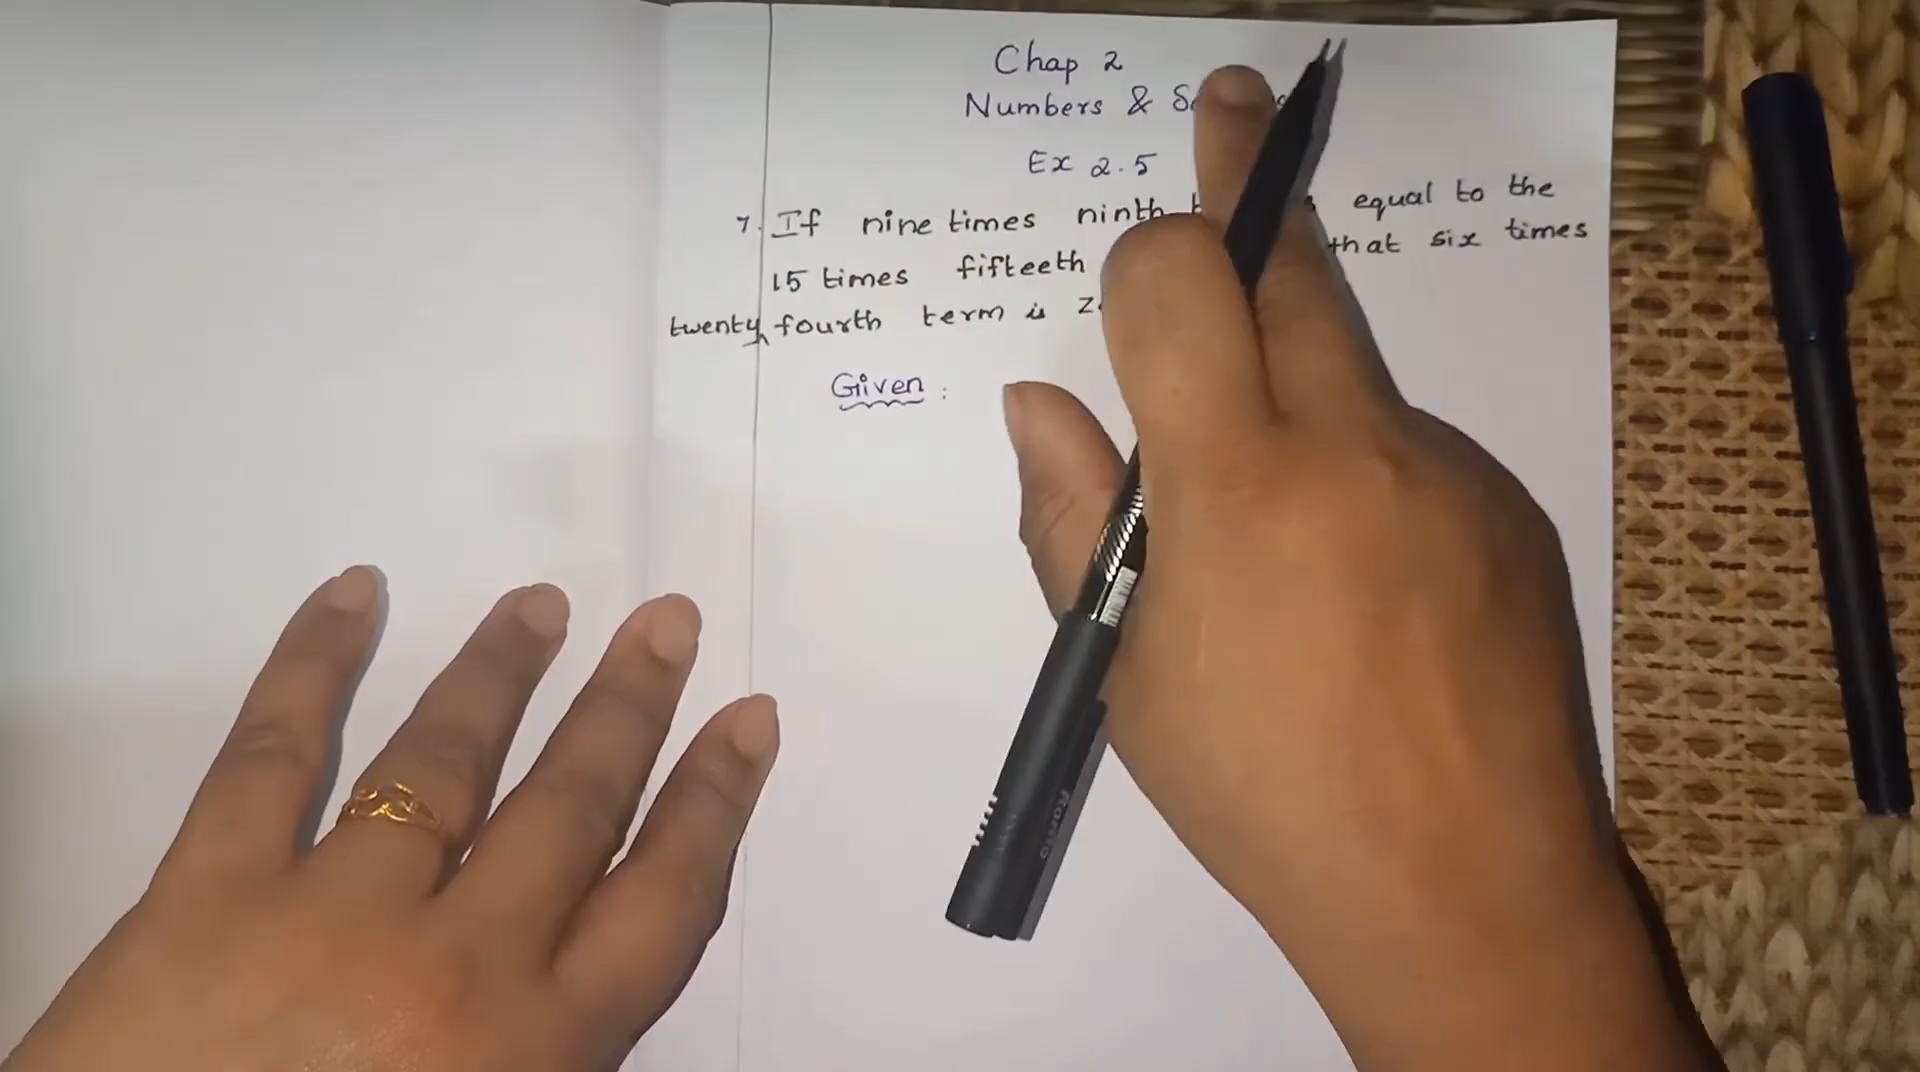 Chap 2
Numbers & 
Ex 2.5
7. If nine times ninth equal to the
15 times fifteeth that six times
twenty fourth term is
Given :